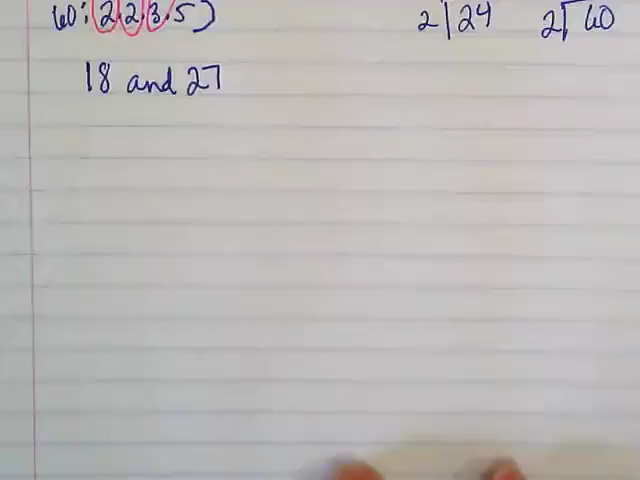 60: 2, 2, 3, 5) 2|24 2√60
18 and 27